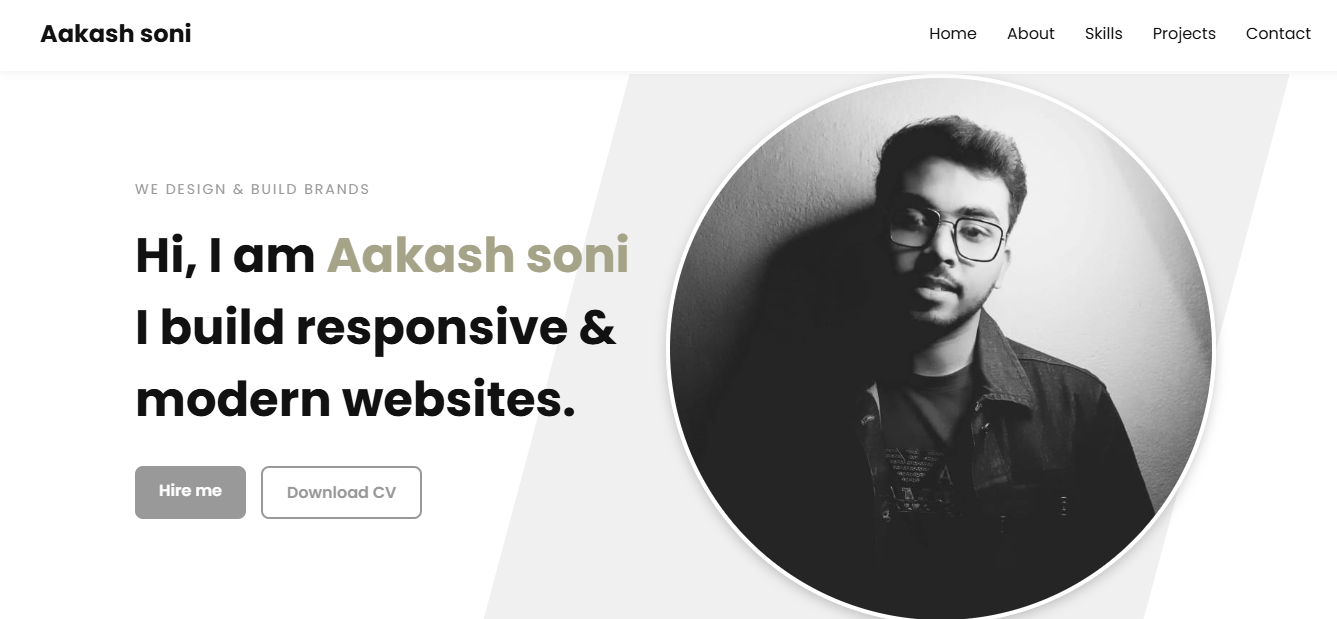 Aakash soni
Home About Skills Projects Contact
WE DESIGN & BUILD BRANDS
Hi, I am Aakash soni
I build responsive &
modern websites.
Hire me
Download CV